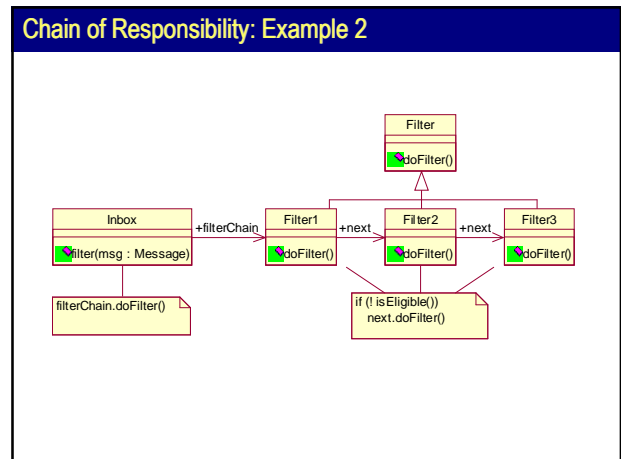 Chain of Responsibility: Example 2
Filter
doFilter()
Inbox
filter(msg : Message)
+filterChain
Filter1
doFilter()
+next
Filter2
doFilter()
+next
Filter3
doFilter()
filterChain.doFilter()
if (! isEligible())
next.doFilter()